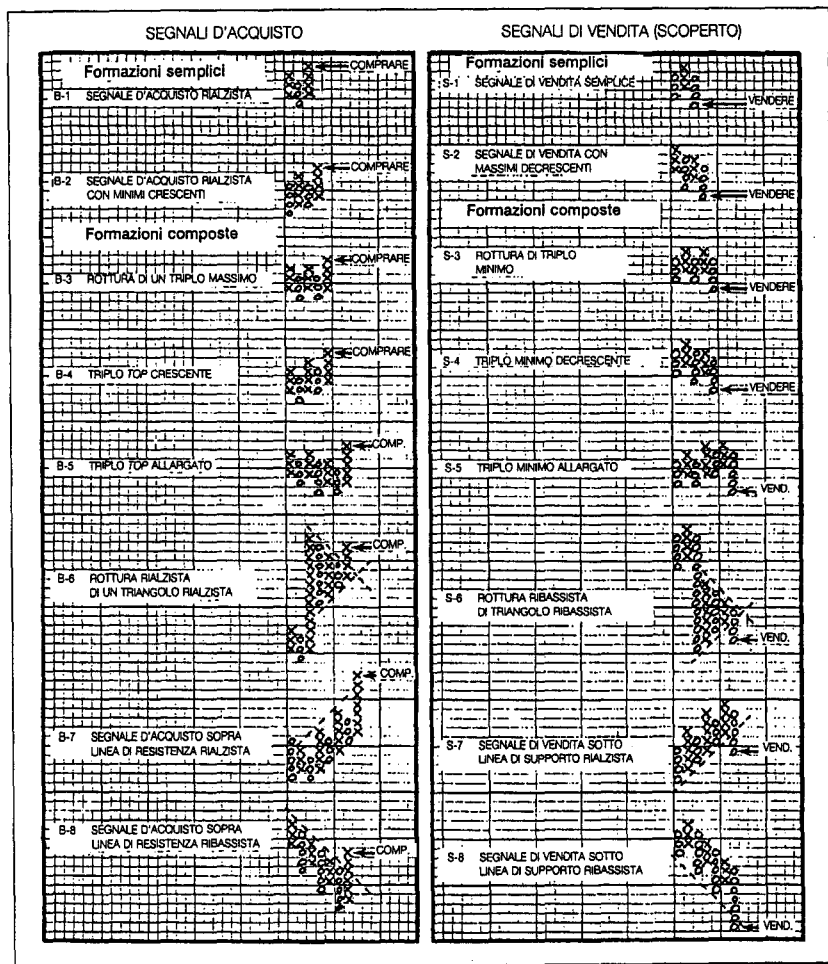 SEGNALI D'ACQUISTO
Formazioni semplici
COMPRARE
B-1 SEGNALE D'ACQUISTO RIALZISTA
COMPRARE
B-2 SEGNALE D'ACQUISTO RIALZISTA
CON MINIMI CRESCENTI
Formazioni composte
COMPRARE
B-3 ROTTURA DI UN TRIPLO MASSIMO
COMPRARE
B-4 TRIPLO TOP CRESCENTE
COMP.
B-5 TRIPLO TOP ALLARGATO
COMP.
B-6 ROTTURA RIALZISTA
DI UN TRIANGOLO RIALZISTA
COMP.
B-7 SEGNALE D'ACQUISTO SOPRA
LINEA DI RESISTENZA RIALZISTA
B-8 SEGNALE D'ACQUISTO SOPRA
LINEA DI RESISTENZA RIBASSISTA
COMP.
SEGNALI DI VENDITA (SCOPERTO)
Formazioni semplici
S-1 SEGNALE DI VENDITA SEMPLICE
VENDERE
S-2 SEGNALE DI VENDITA CON
MASSIMI DECRESCENTI
VENDERE
Formazioni composte
S-3 ROTTURA DI TRIPLO
MINIMO
VENDERE
S-4 TRIPLO MINIMO DECRESCENTE
VENDERE
S-5 TRIPLO MINIMO ALLARGATO
VEND.
S-6 ROTTURA RIBASSISTA
DI TRIANGOLO RIBASSISTA
VEND.
S-7 SEGNALE DI VENDITA SOTTO
LINEA DI SUPPORTO RIALZISTA
VEND.
S-8 SEGNALE DI VENDITA SOTTO
LINEA DI SUPPORTO RIBASSISTA
VEND.